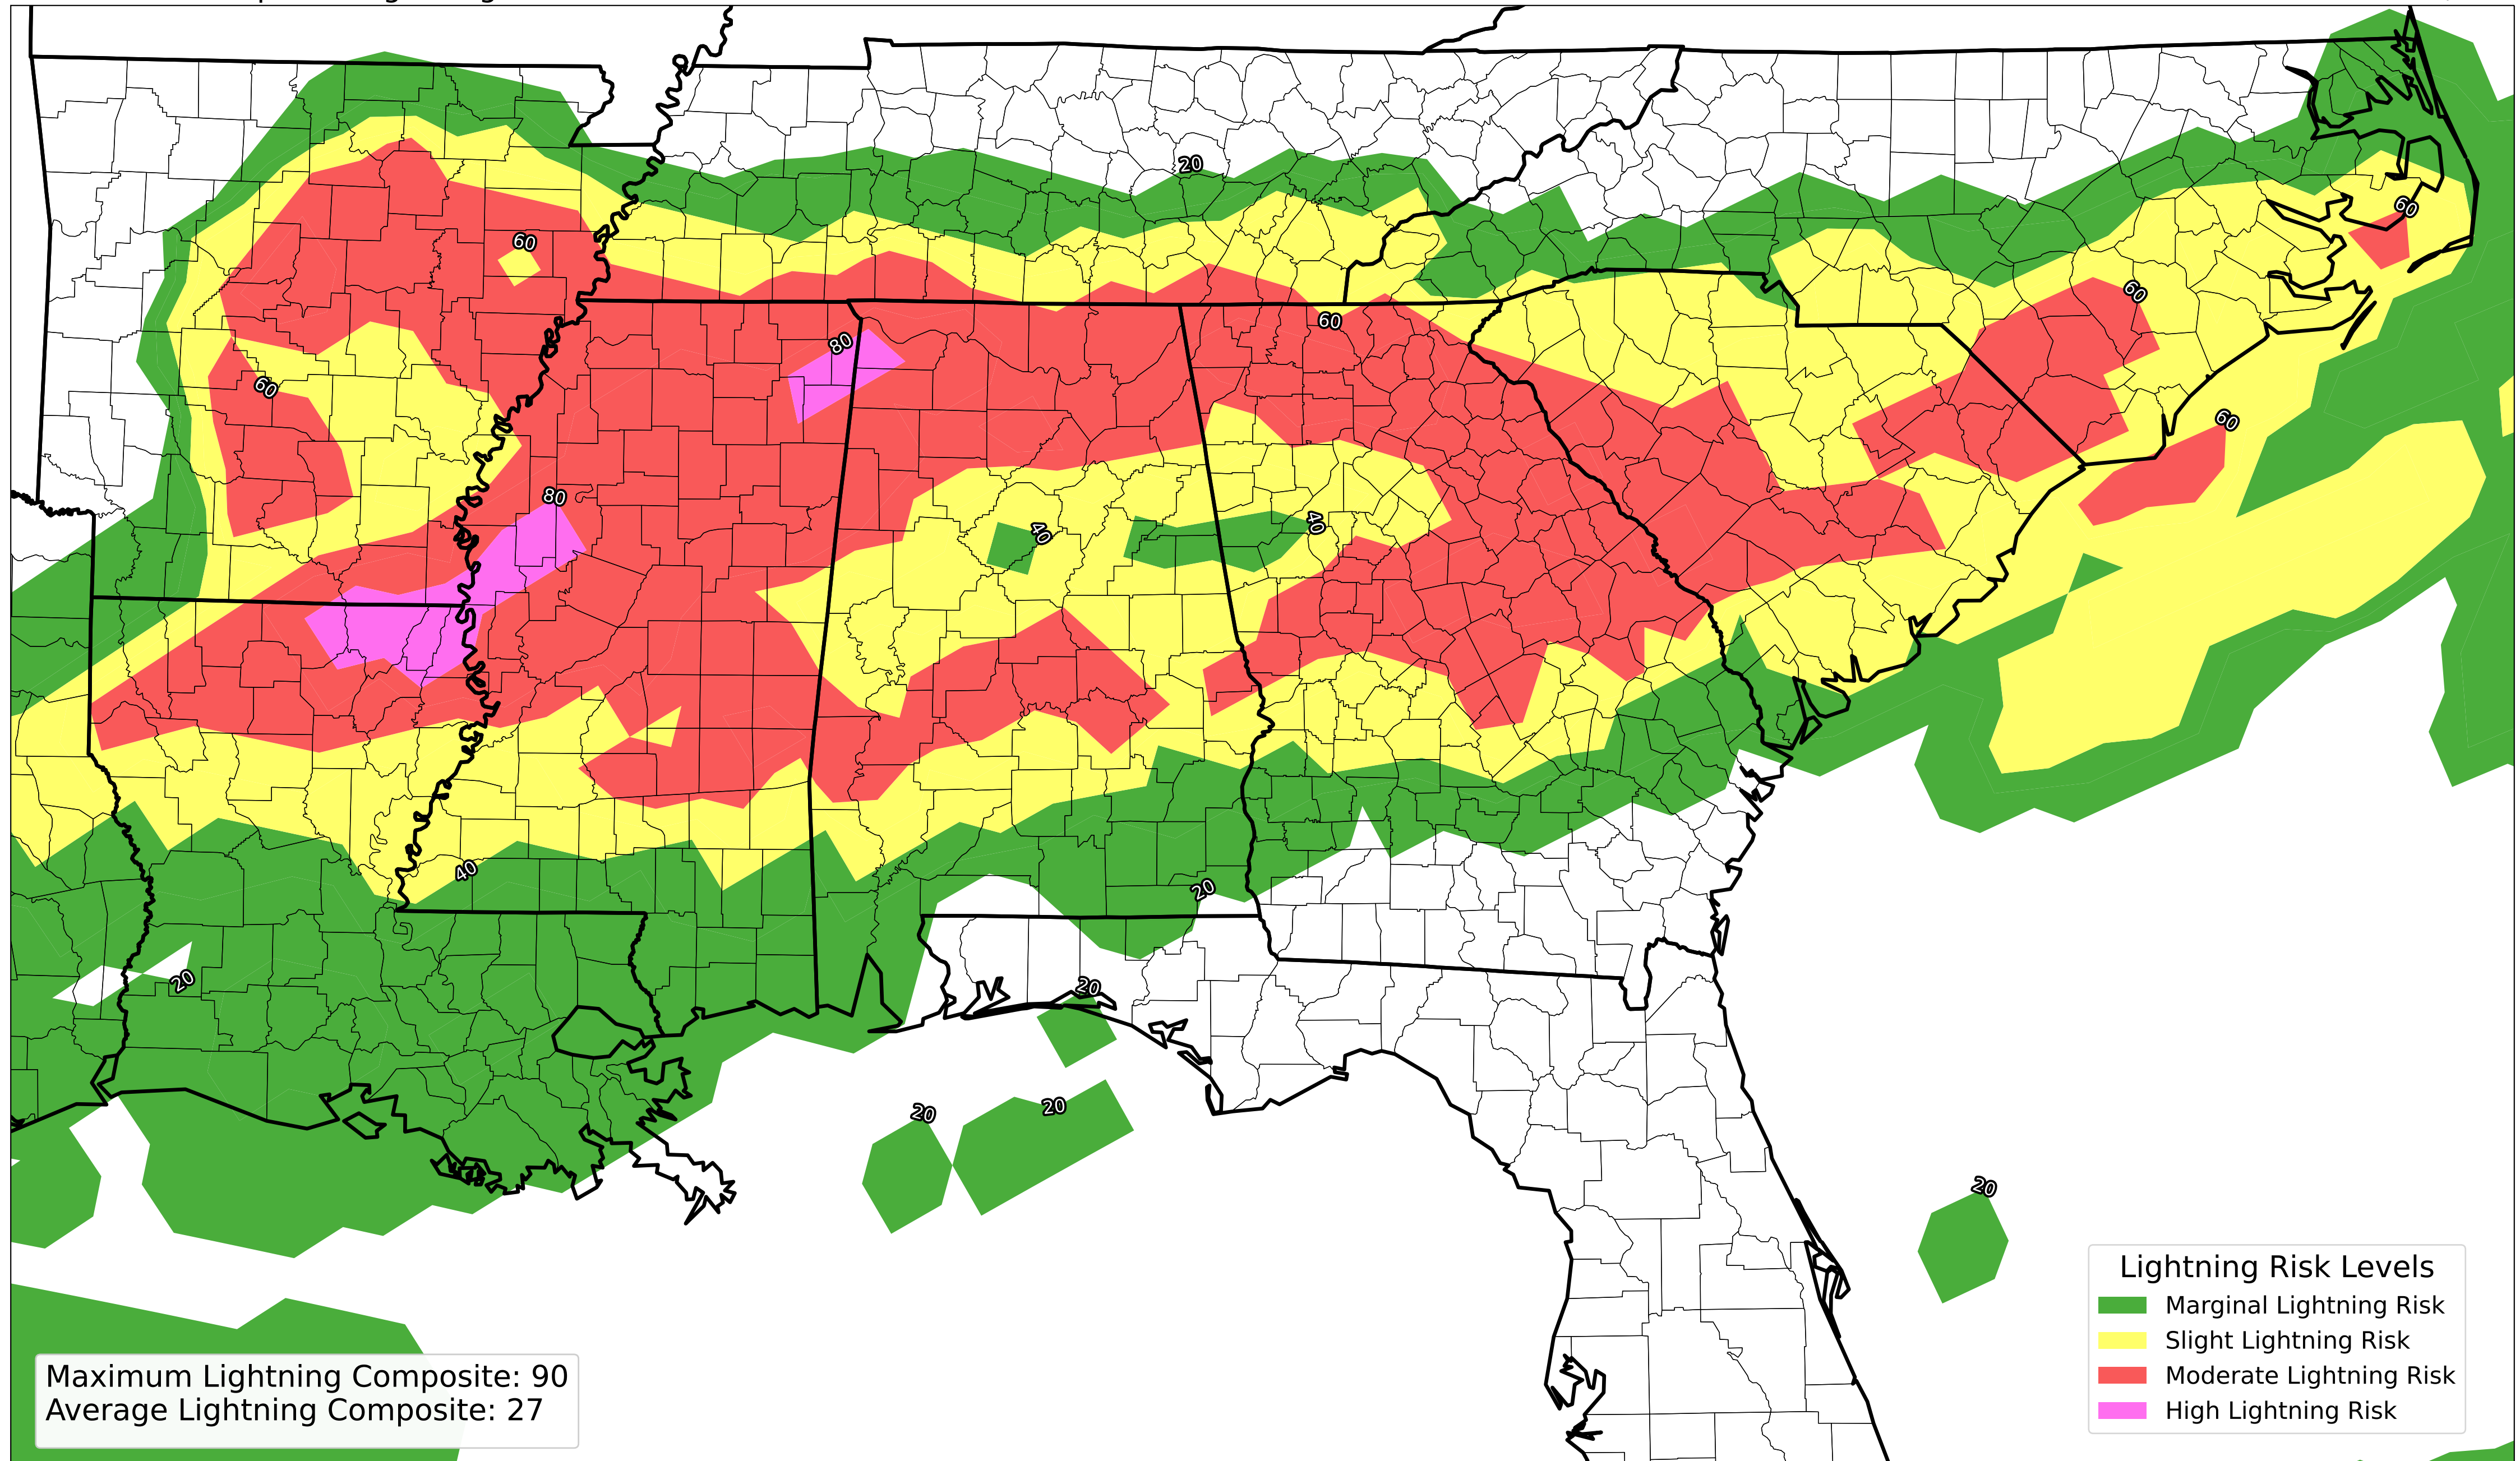 20
60
60
60
80
60
60
60
80
40
40
40
20
20
20
20
20
20
Lightning Risk Levels
Marginal Lightning Risk
Slight Lightning Risk
Moderate Lightning Risk
High Lightning Risk
Maximum Lightning Composite: 90
Average Lightning Composite: 27